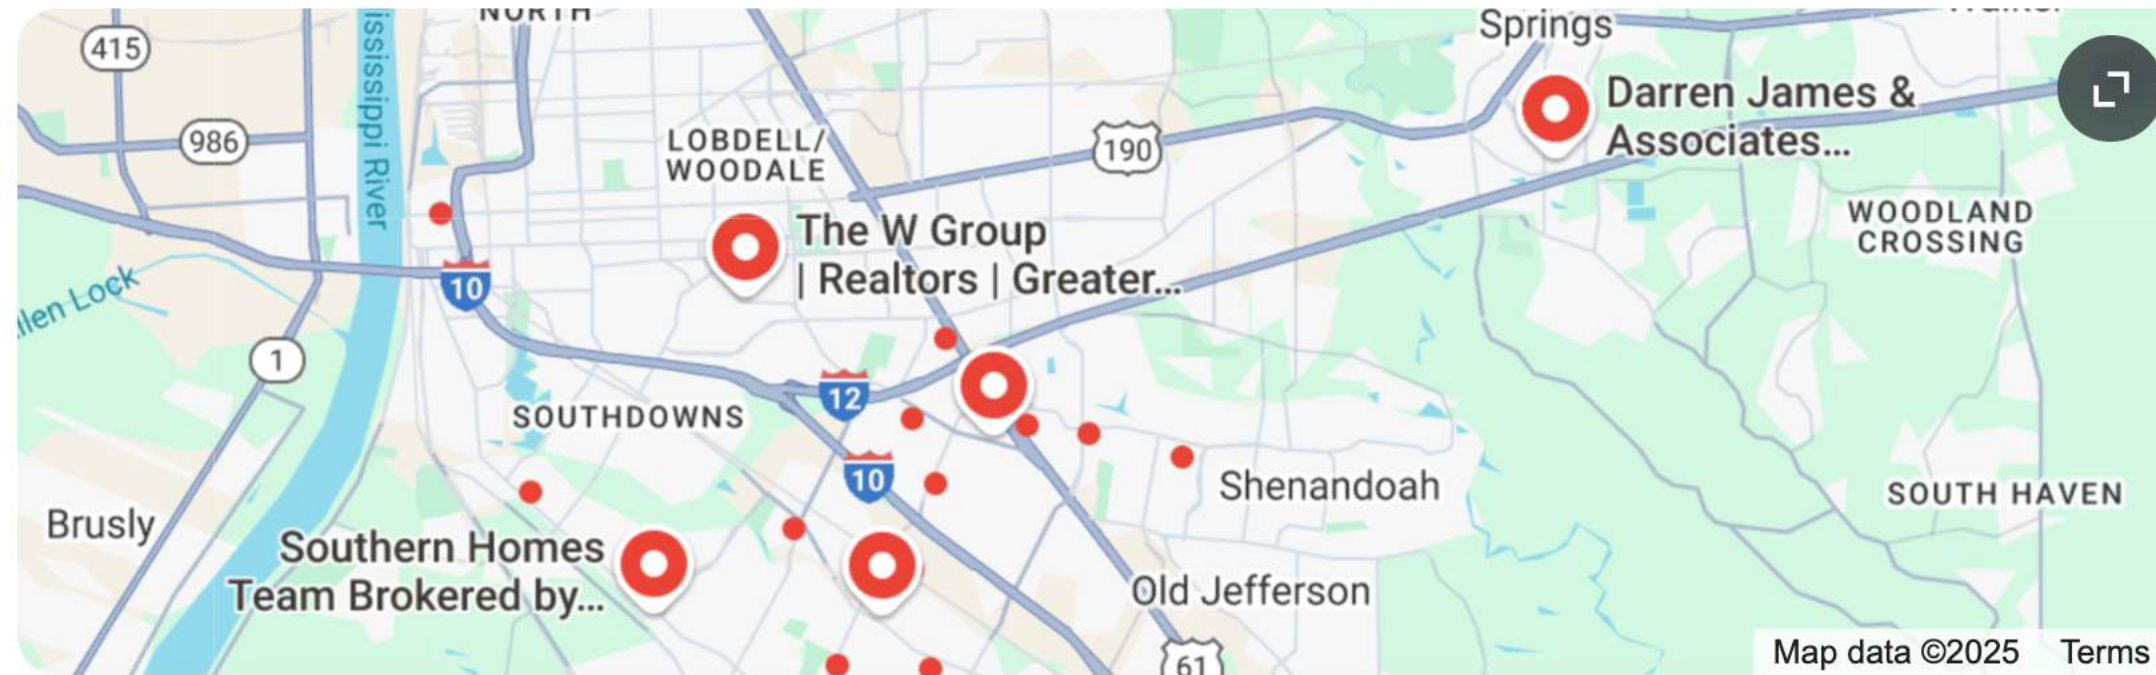 NORTH
Springs
415
ississippi River
Darren James &
Associates...
986
LOBDELL/
WOODALE
190
WOODLAND
CROSSING
The W Group
| Realtors | Greater...
10
llen Lock
1
12
SOUTHDOWNS
10
Shenandoah
SOUTH HAVEN
Brusly
Southern Homes
Team Brokered by...
Old Jefferson
61
Map data ©2025 Terms